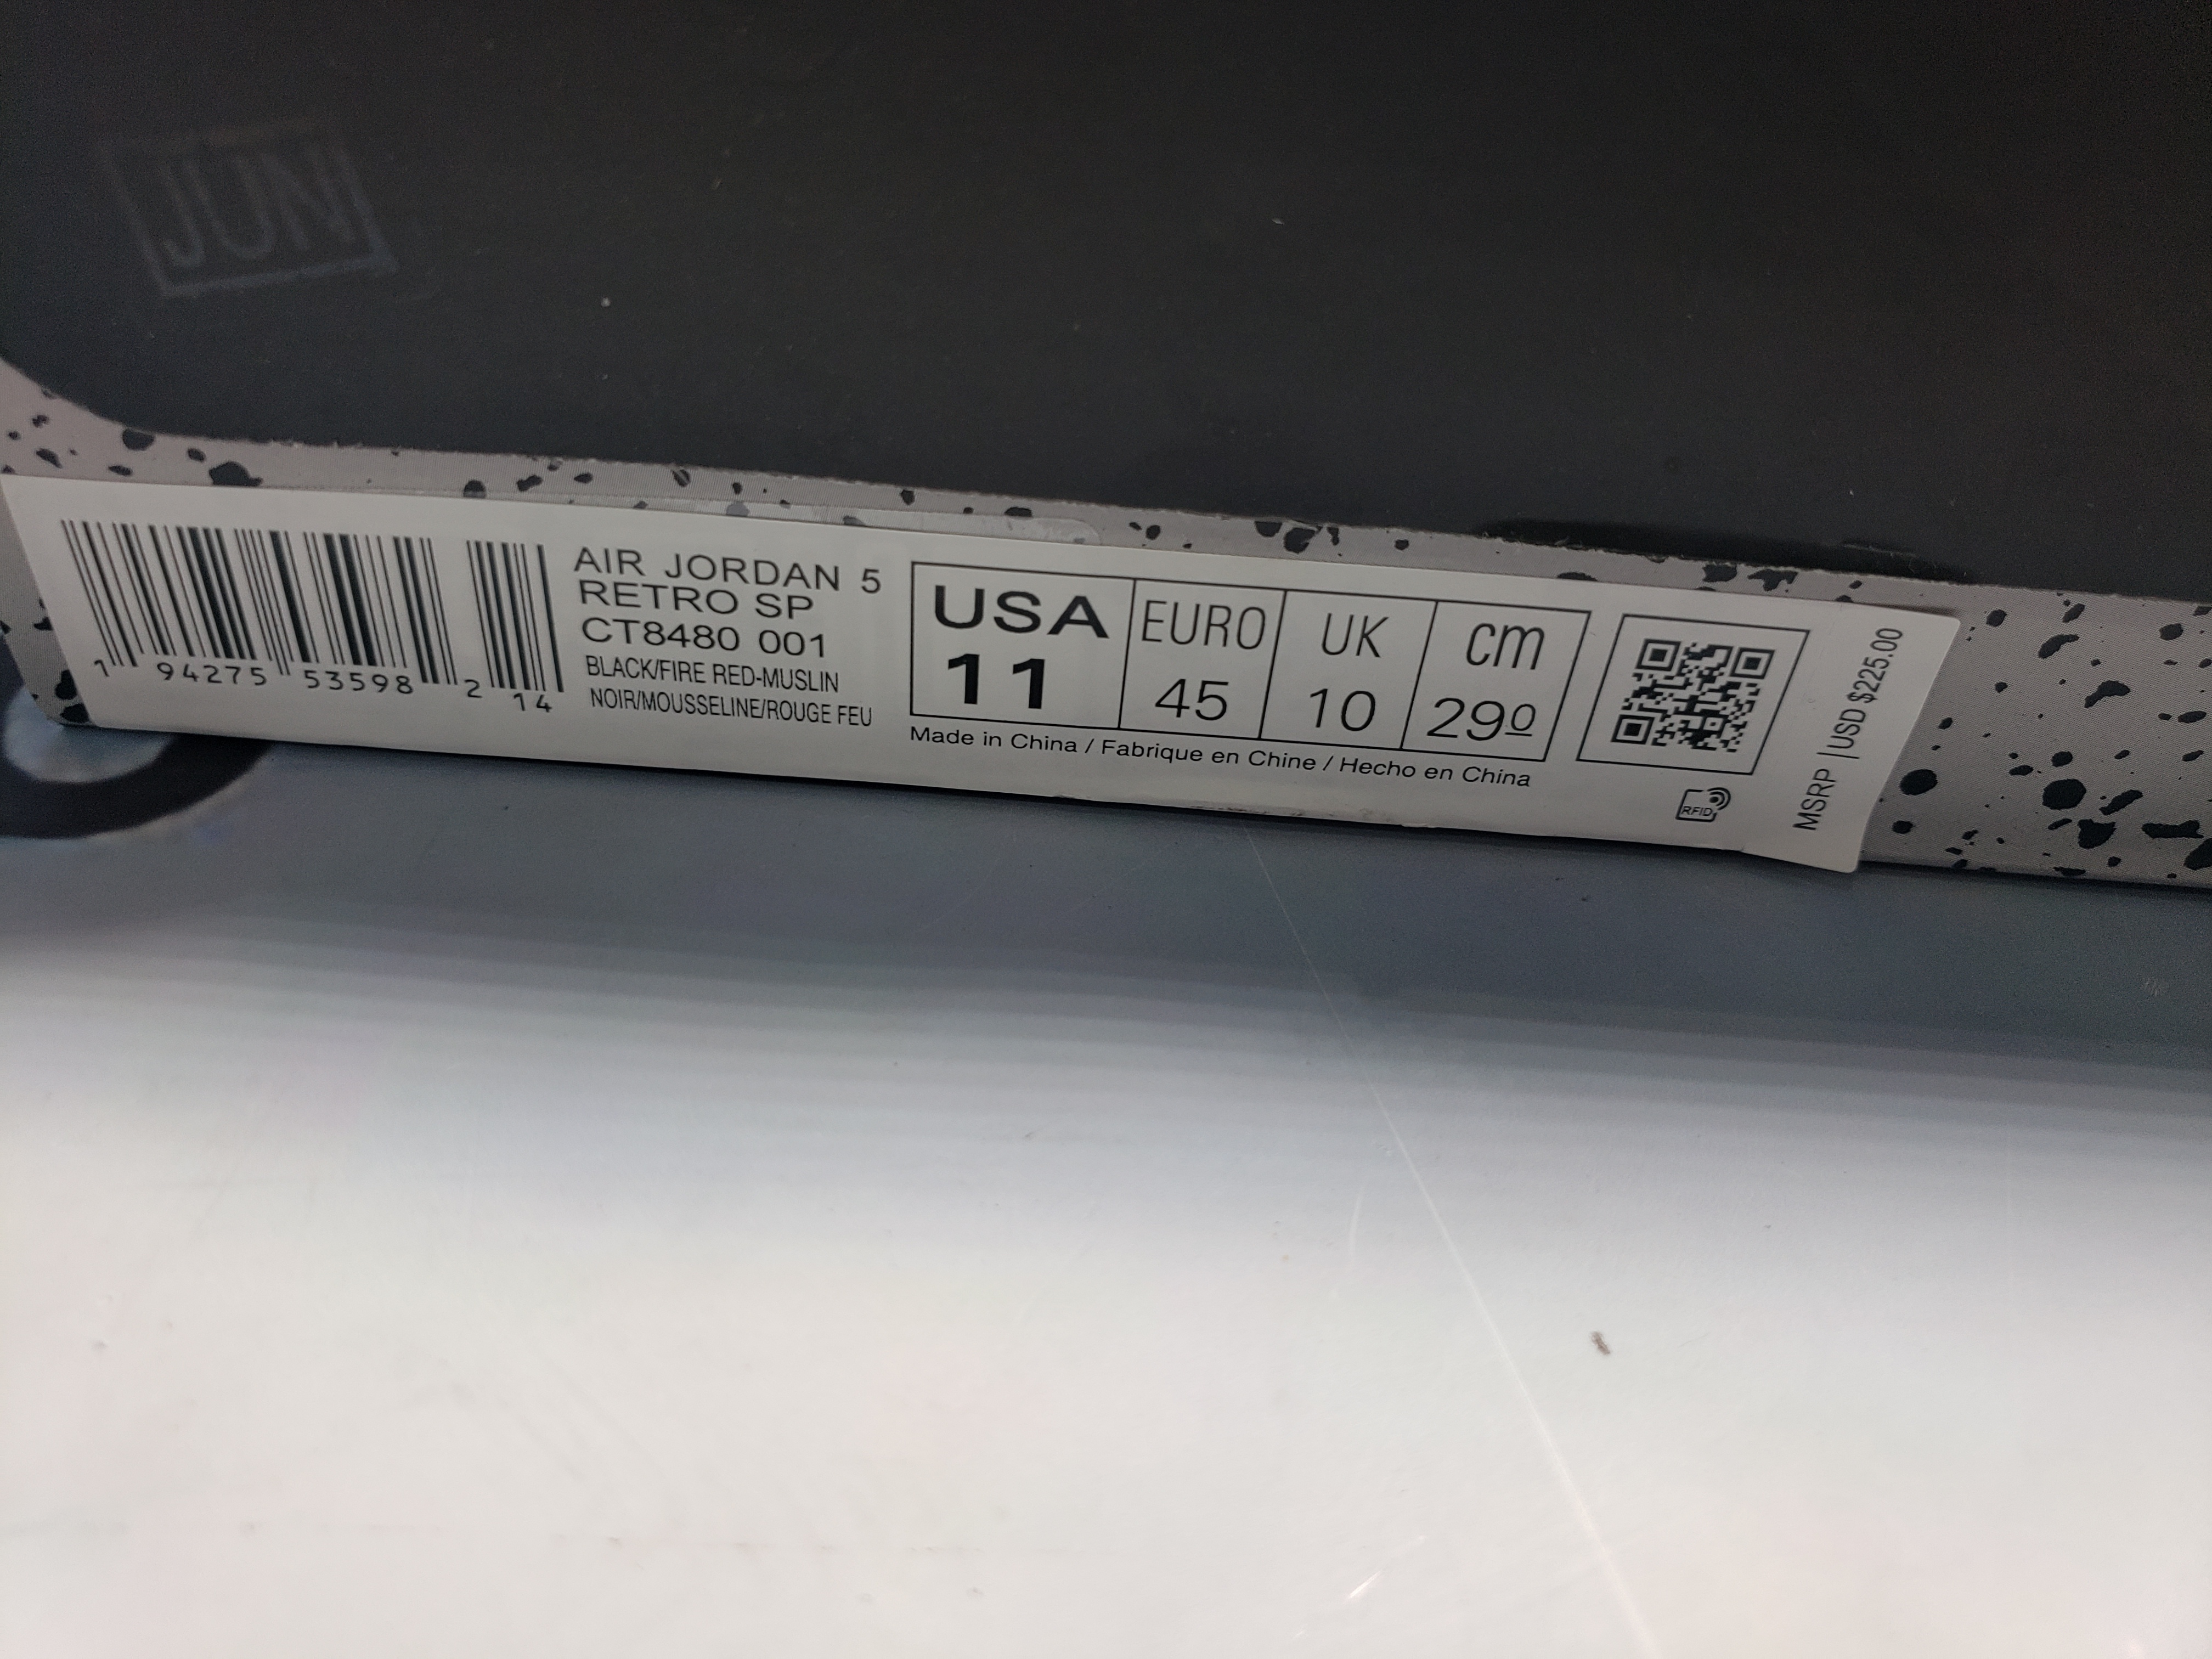 JUN
AIR JORDAN 5
RETRO SP
CT8480 001
BLACK/FIRE RED-MUSLIN
NOIR/MOUSSELINE/ROUGE FEU
1 94275 53598 2 14
USA
11
EURO
45
UK
10
cm
29º
Made in China / Fabrique en Chine / Hecho en China
RFID
MSRP | USD $225.00